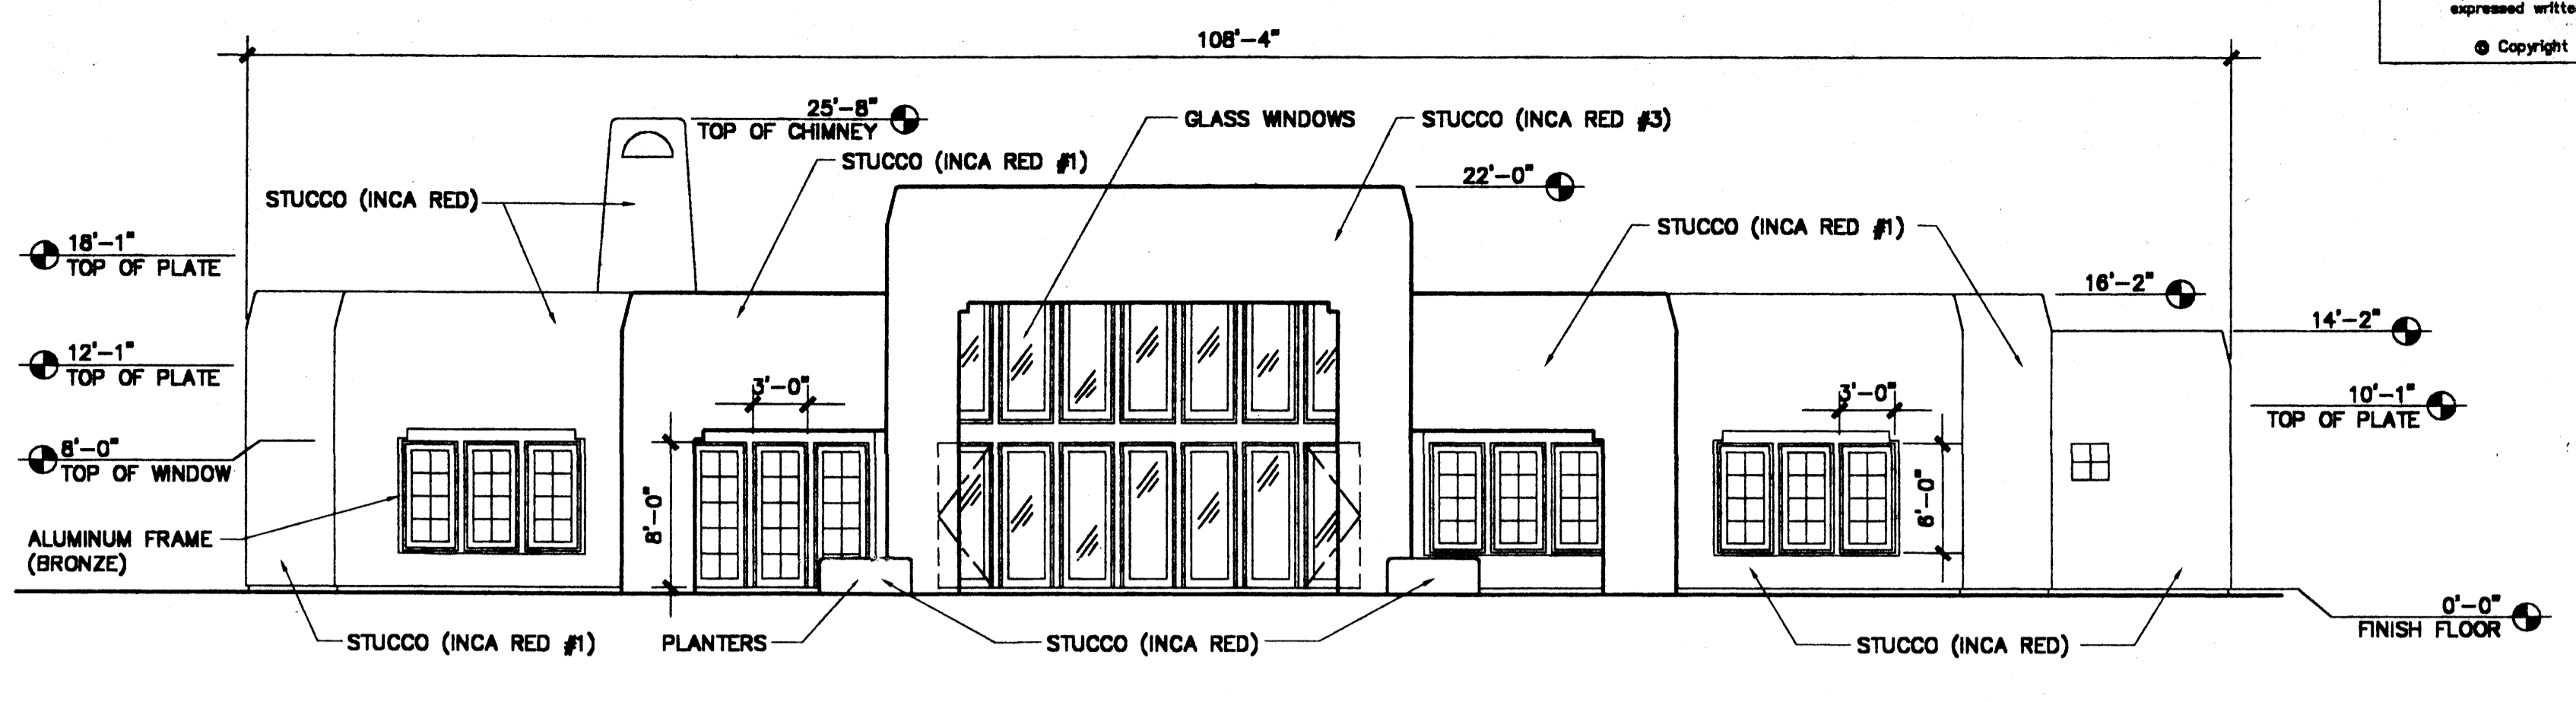 expressed writte
© Copyright
108'-4"
25'-8"
TOP OF CHIMNEY
GLASS WINDOWS
STUCCO (INCA RED #3)
STUCCO (INCA RED #1)
22'-0"
STUCCO (INCA RED)
STUCCO (INCA RED #1)
18'-1"
TOP OF PLATE
16'-2"
14'-2"
12'-1"
TOP OF PLATE
3'-0"
3'-0"
10'-1"
TOP OF PLATE
8'-0"
TOP OF WINDOW
8'-0"
6'-0"
ALUMINUM FRAME
(BRONZE)
0'-0"
FINISH FLOOR
STUCCO (INCA RED #1)
PLANTERS
STUCCO (INCA RED)
STUCCO (INCA RED)